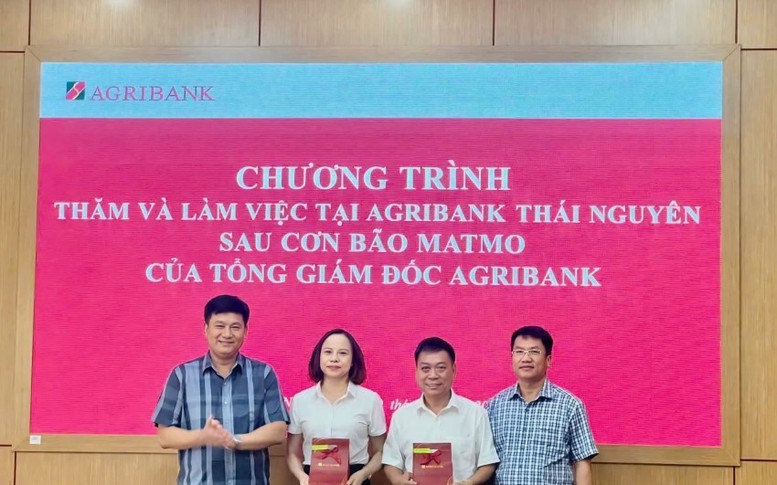 AGRIBANK
CHƯƠNG TRÌNH
THĂM VÀ LÀM VIỆC TẠI AGRIBANK THÁI NGUYÊN
SAU CƠN BÃO MATMO
CỦA TỔNG GIÁM ĐỐC AGRIBANK